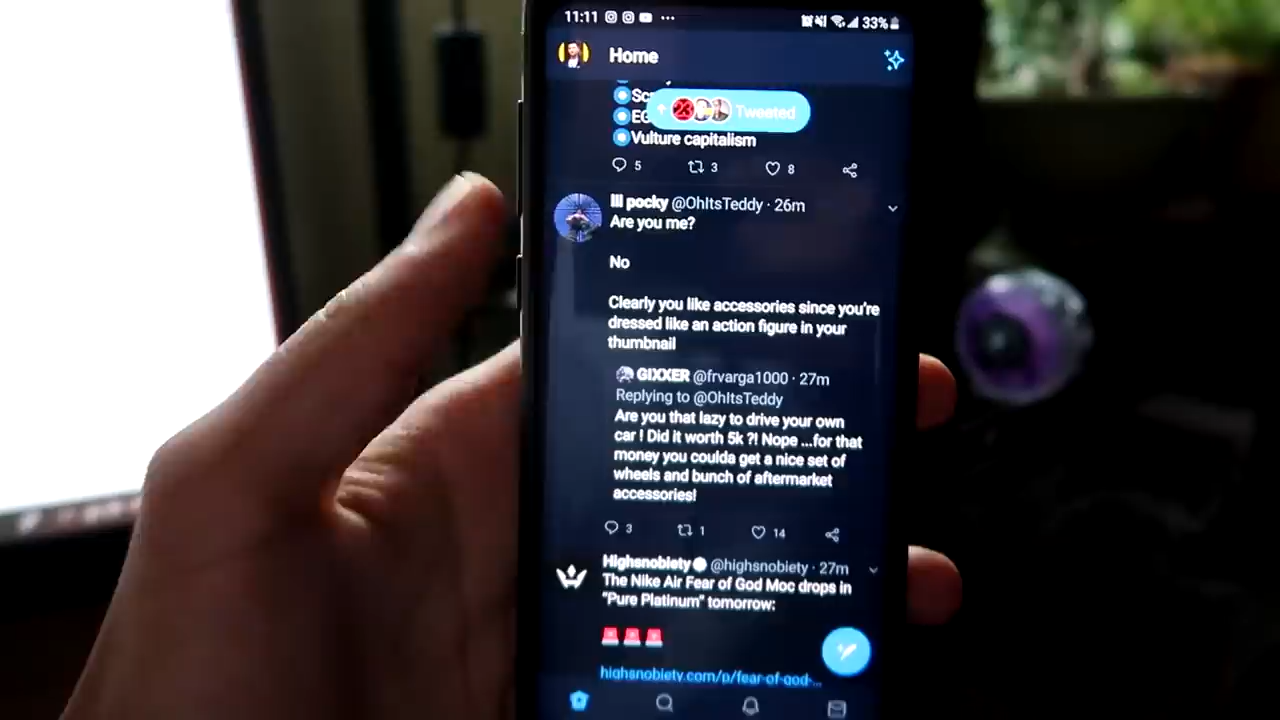 11:11 33%
Home
Tweeted
Vulture capitalism
5 3 8
lil pocky @OhItsTeddy · 26m
Are you me?
No
Clearly you like accessories since you're
dressed like an action figure in your
thumbnail
GIXXER @frvarga1000 · 27m
Replying to @OhItsTeddy
Are you that lazy to drive your own
car ! Did it worth 5k ?! Nope ...for that
money you coulda get a nice set of
wheels and bunch of aftermarket
accessories!
3 1 14
Highsnobiety @highsnobiety · 27m
The Nike Air Fear of God Moc drops in
"Pure Platinum" tomorrow:
highsnobiety.com/p/fear-of-god-...